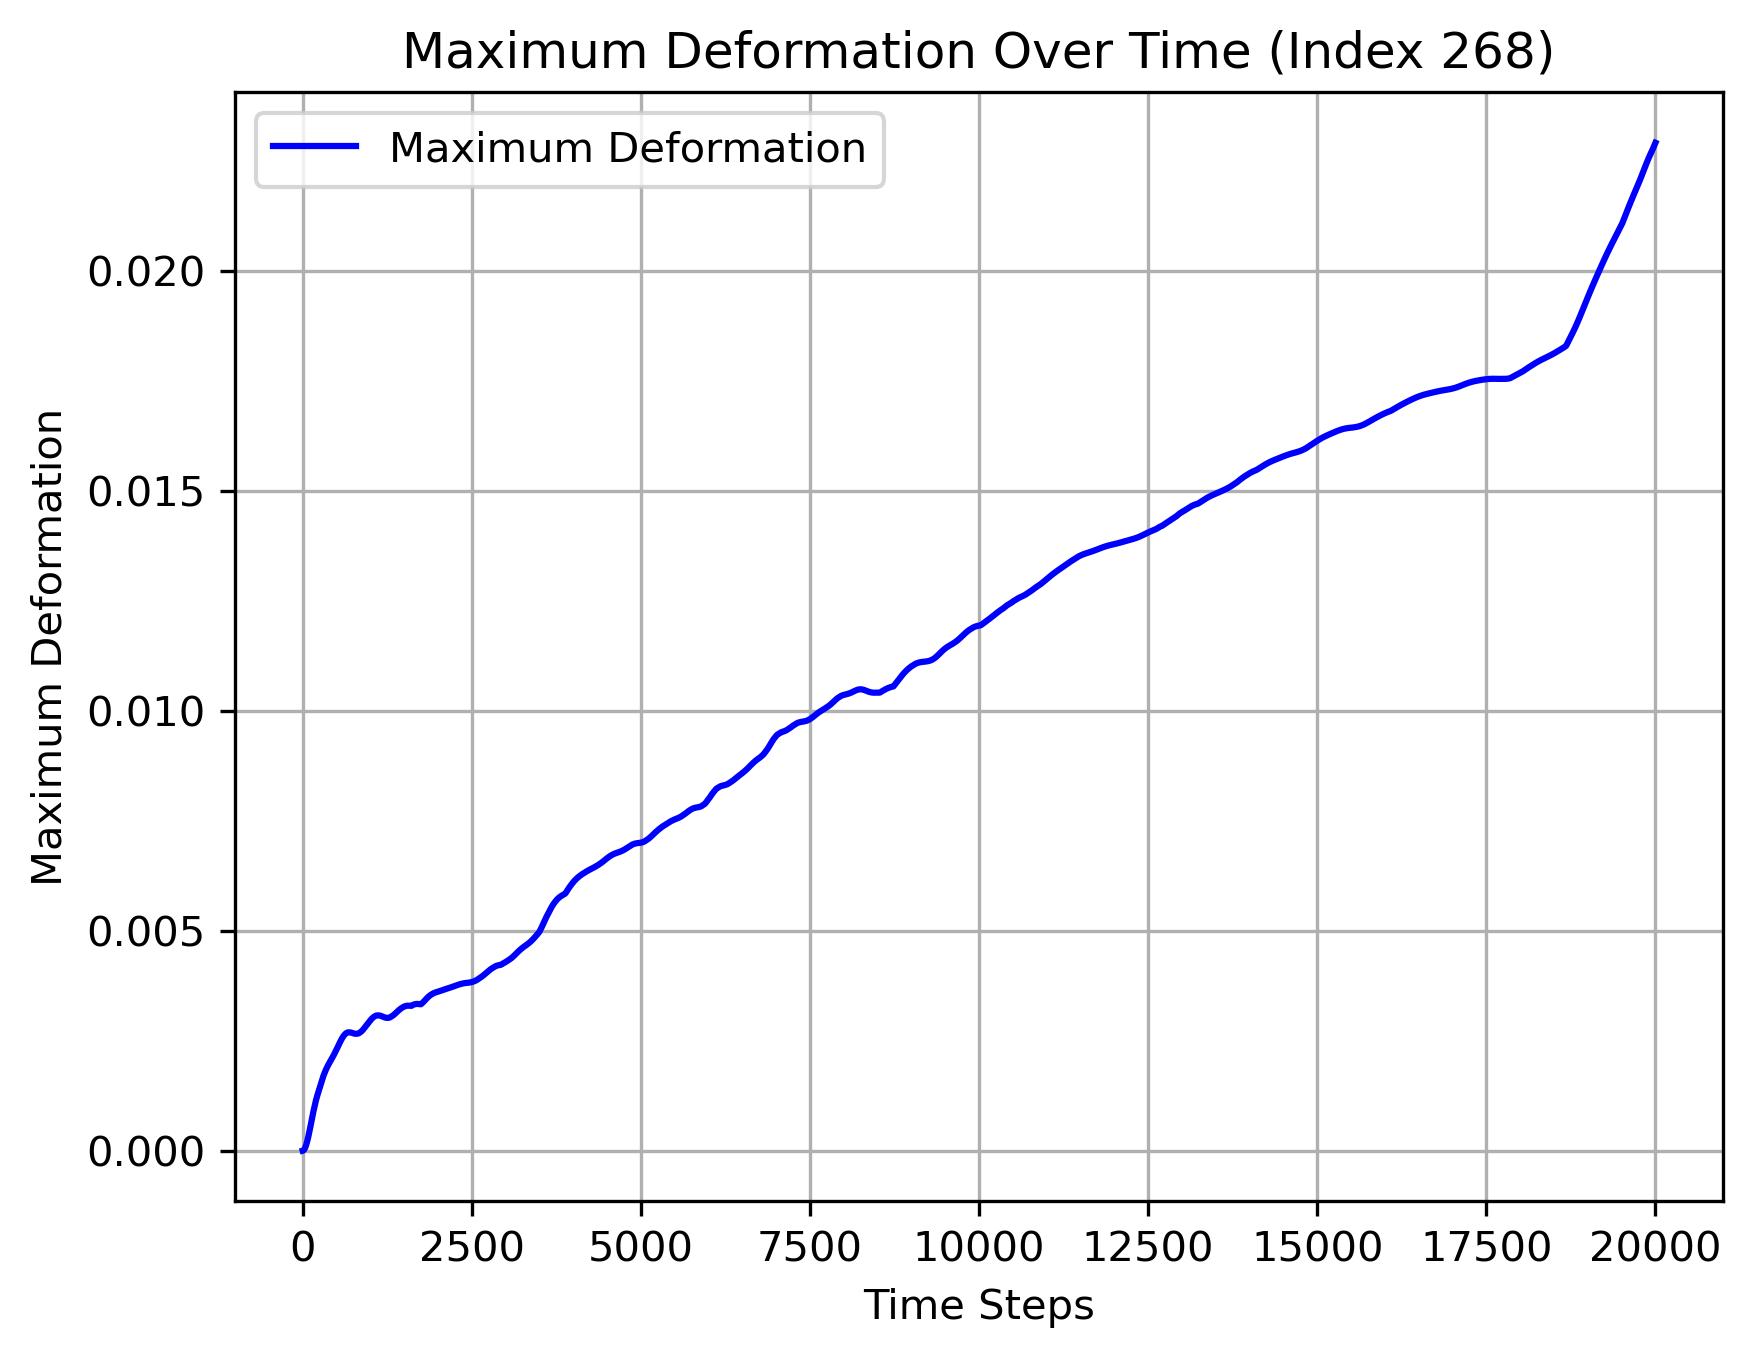 Maximum Deformation Over Time (Index 268)
Maximum Deformation
Maximum Deformation
0.020
0.015
0.010
0.005
0.000
0 2500 5000 7500 10000 12500 15000 17500 20000
Time Steps